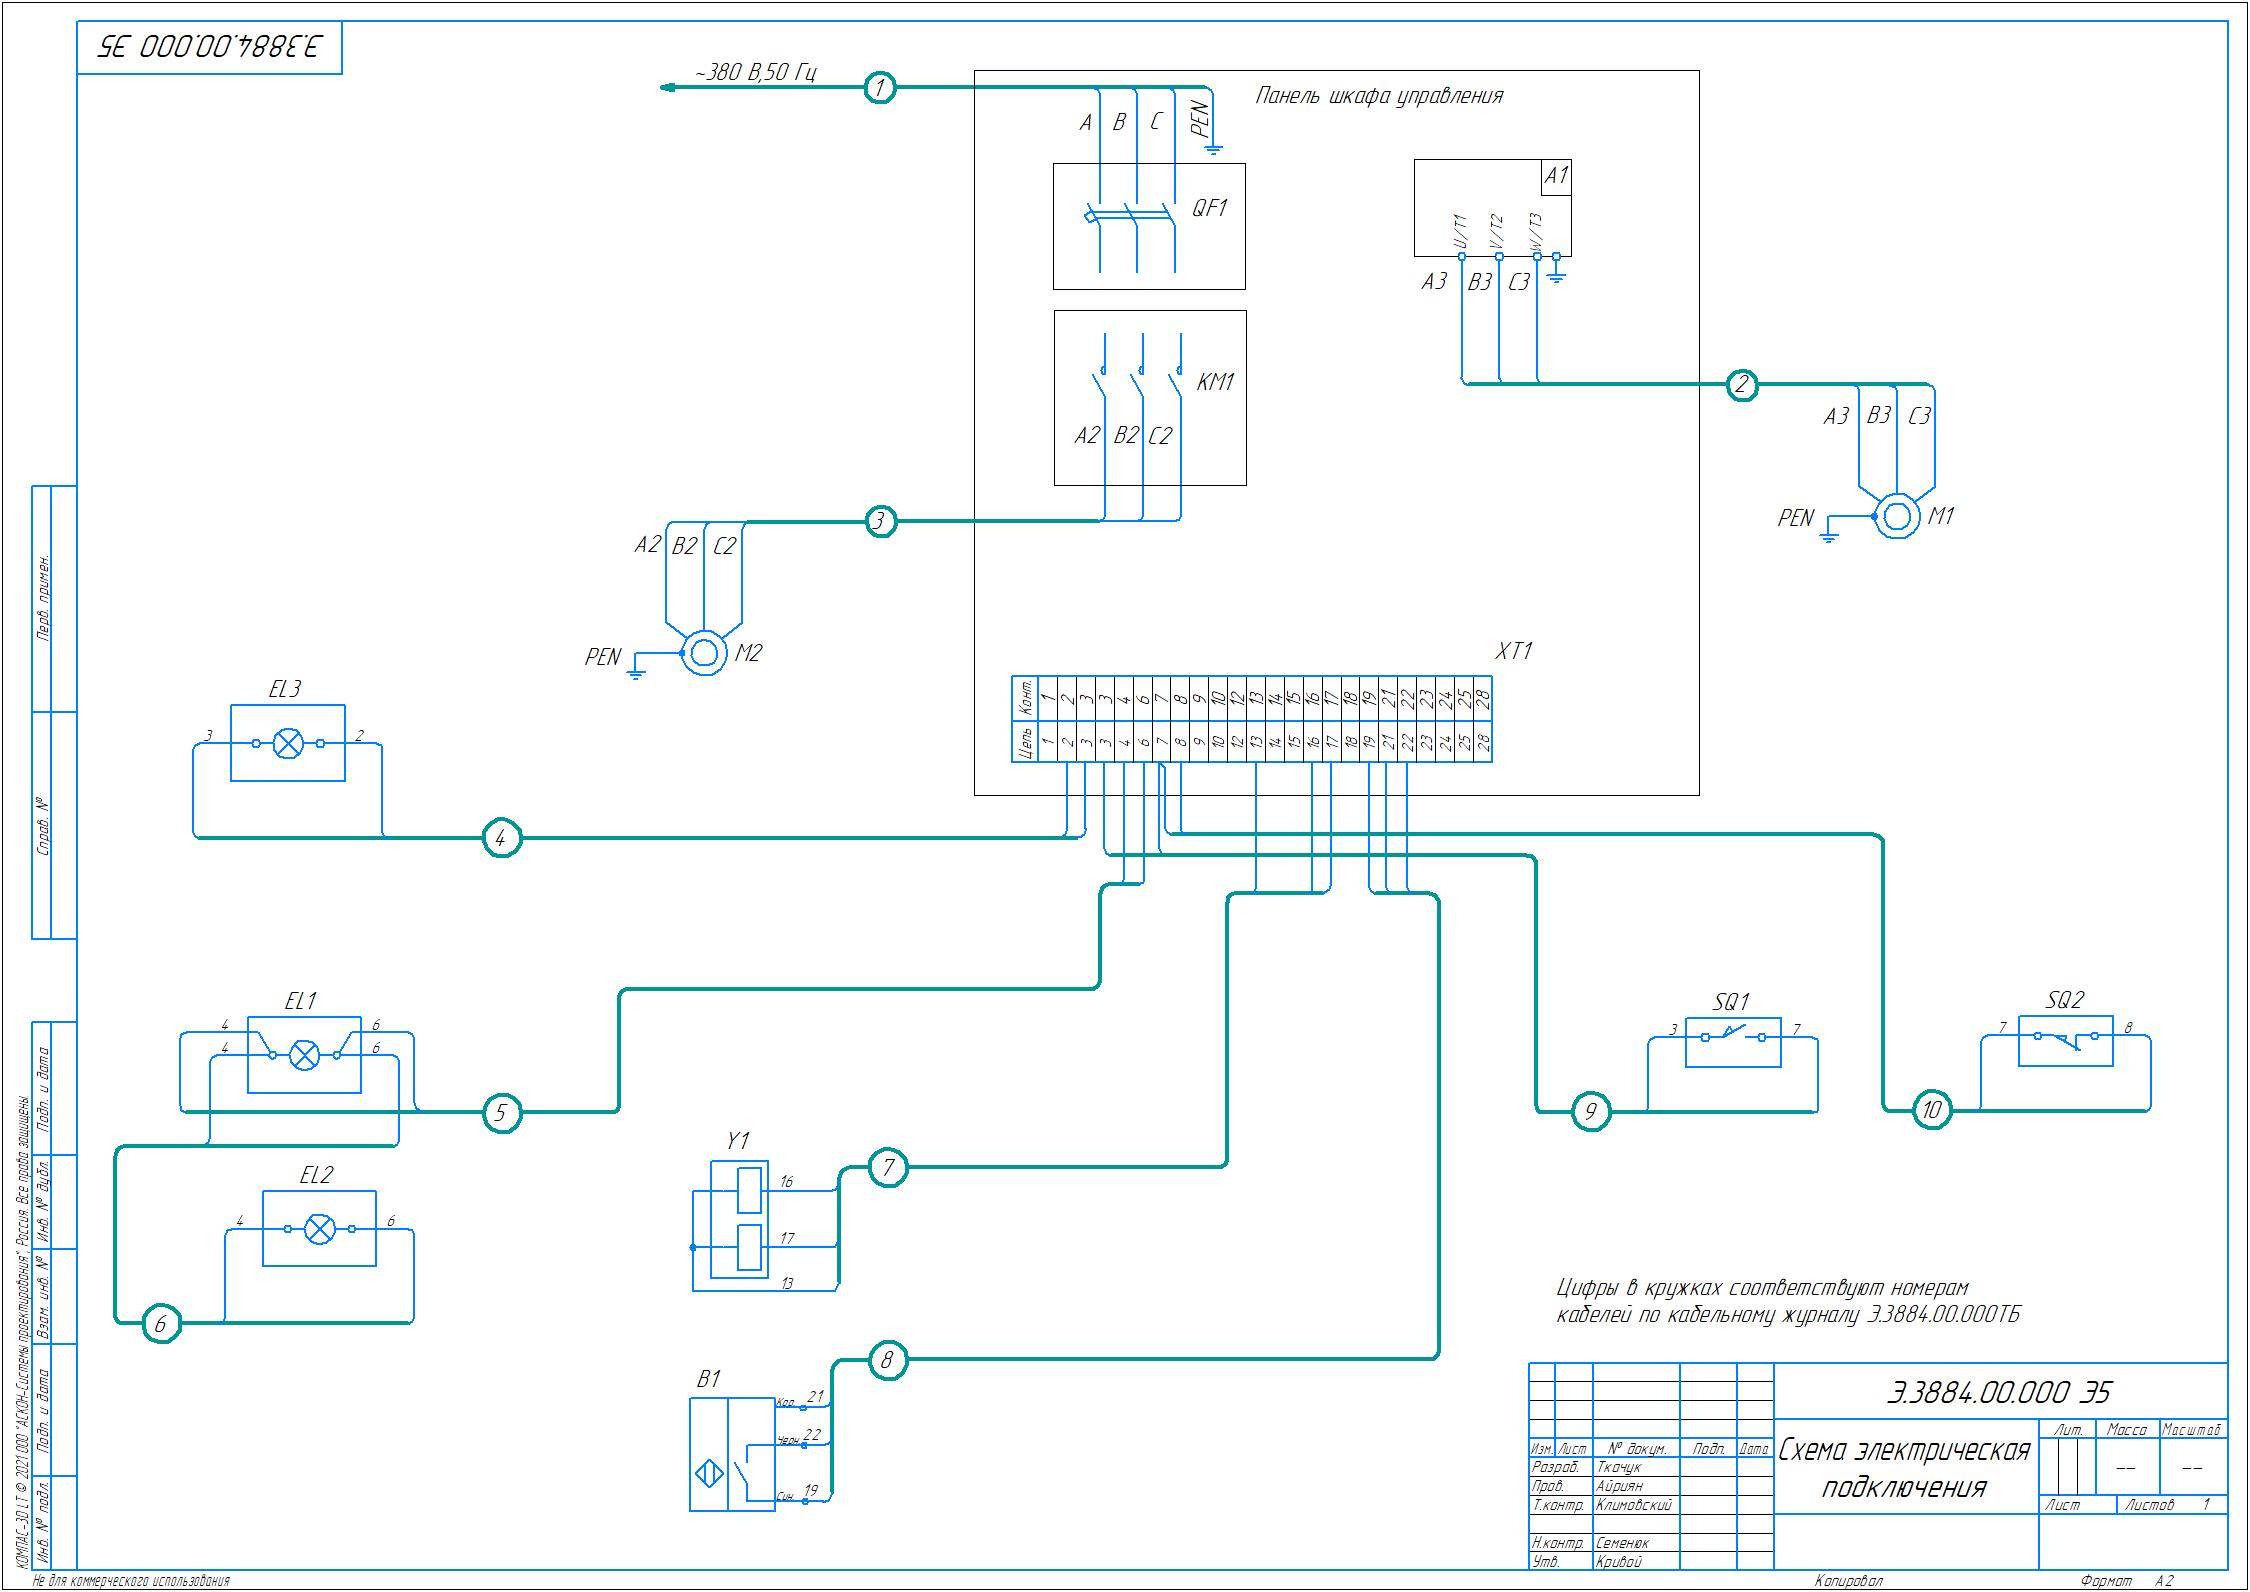 Э.3884.00.000 Э5
~380 В,50 Гц
1
Панель шкафа управления
A
B
C
PEN
QF1
A1
U/T1
V/T2
W/T3
A3
B3
C3
KM1
A2
B2
C2
2
A3
B3
C3
PEN
M1
3
A2
B2
C2
PEN
M2
XT1
Конт. 1 2 3 3 4 6 7 8 9 10 12 13 14 15 16 17 18 19 21 22 23 24 25 28
Цепь 1 2 3 3 4 6 7 8 9 10 12 13 14 15 16 17 18 19 21 22 23 24 25 28
EL3
3
2
4
EL1
4
6
4
6
5
EL2
4
6
6
Y1
16
17
13
7
B1
Кор. 21
Черн. 22
Син. 19
8
SQ1
3
7
9
SQ2
7
8
10
Цифры в кружках соответствуют номерам
кабелей по кабельному журналу Э.3884.00.000ТБ
Э.3884.00.000 Э5
Схема электрическая
подключения
Лит. Масса Масштаб
-- --
Лист Листов 1
Изм. Лист № докум. Подп. Дата
Разраб. Ткачук
Пров. Айриян
Т.контр. Климовский
Н.контр. Семенюк
Утв. Кривой
Копировал
Формат A2
Перв. примен.
Справ. №
Подп. и дата
Инв. № дубл.
Взам. инв. №
Подп. и дата
Инв. № подл.
КОМПАС-3D LT © 2021 ООО "АСКОН-Системы проектирования", Россия. Все права защищены
Не для коммерческого использования